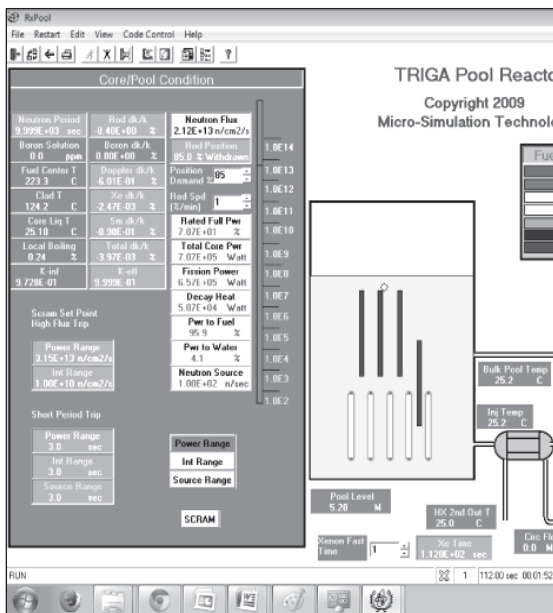 RxPool
File Restart Edit View Code Control Help
Core/Pool Condition
Neutron Period
9.999E+03 sec
Rod dk/k
-8.40E+00 %
Neutron Flux
2.12E+13 n/cm2/s
Boron Solution
0.0 ppm
Boron dk/k
0.00E+00 %
Rod Position
85.0 % Withdrawn
Fuel Center T
223.3 C
Doppler dk/k
-6.01E-01 %
Position
Demand % 85
Clad T
124.2 C
Xe dk/k
-2.47E-03 %
Rod Spd
(%/min) 1
Core Liq T
25.18 C
Sm dk/k
-8.90E-01 %
Rated Full Pwr
7.07E+01 %
Local Boiling
0.24 %
Total dk/k
-3.97E-03 %
Total Core Pwr
7.07E+05 Watt
K-inf
9.728E-01
K-eff
9.999E-01
Fission Power
6.57E+05 Watt
Decay Heat
5.07E+04 Watt
Pwr to Fuel
95.9 %
Pwr to Water
4.1 %
Neutron Source
1.00E+02 n/sec
1.0E14
1.0E13
1.0E12
1.0E11
1.0E10
1.0E9
1.0E8
1.0E7
1.0E6
1.0E5
1.0E4
1.0E3
1.0E2
Scram Set Point
High Flux Trip
Power Range
3.15E+13 n/cm2/s
Int Range
1.00E+10 n/cm2/s
Short Period Trip
Power Range
3.0 sec
Int Range
3.0 sec
Source Range
3.0 sec
Power Range
Int Range
Source Range
SCRAM
TRIGA Pool Reacto
Copyright 2009
Micro-Simulation Technolo
Fue
Bulk Pool Temp
25.2 C
Inj Temp
25.2 C
Pool Level
5.20 M
HX 2nd Out T
25.0 C
Circ Fl
0.0 M
Xenon Fast
Time 1
Xe Time
1.120E+02 sec
RUN
1 112.00 sec 00:01:52